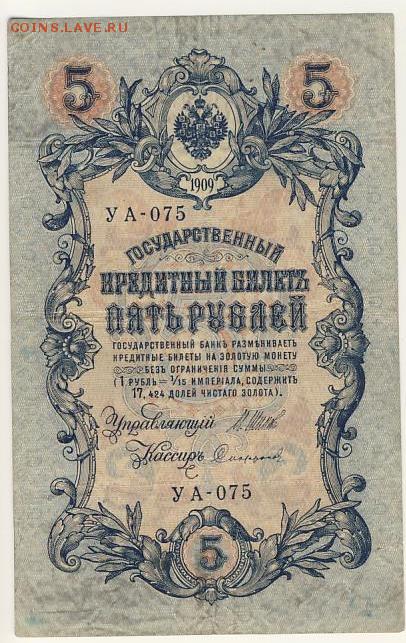 COINS.LAVE.RU
5 5
1909
УА-075
ГОСУДАРСТВЕННЫЙ
КРЕДИТНЫЙ БИЛЕТЪ
ПЯТЬ РУБЛЕЙ
ГОСУДАРСТВЕННЫЙ БАНКЪ РАЗМѢНИВАЕТЪ
КРЕДИТНЫЕ БИЛЕТЫ НА ЗОЛОТУЮ МОНЕТУ
БЕЗЪ ОГРАНИЧЕНІЯ СУММЫ
(1 РУБЛЬ = 1/15 ИМПЕРІАЛА, СОДЕРЖИТЪ
17,424 ДОЛЕЙ ЧИСТАГО ЗОЛОТА).
Управляющій
Кассиръ
УА-075
5